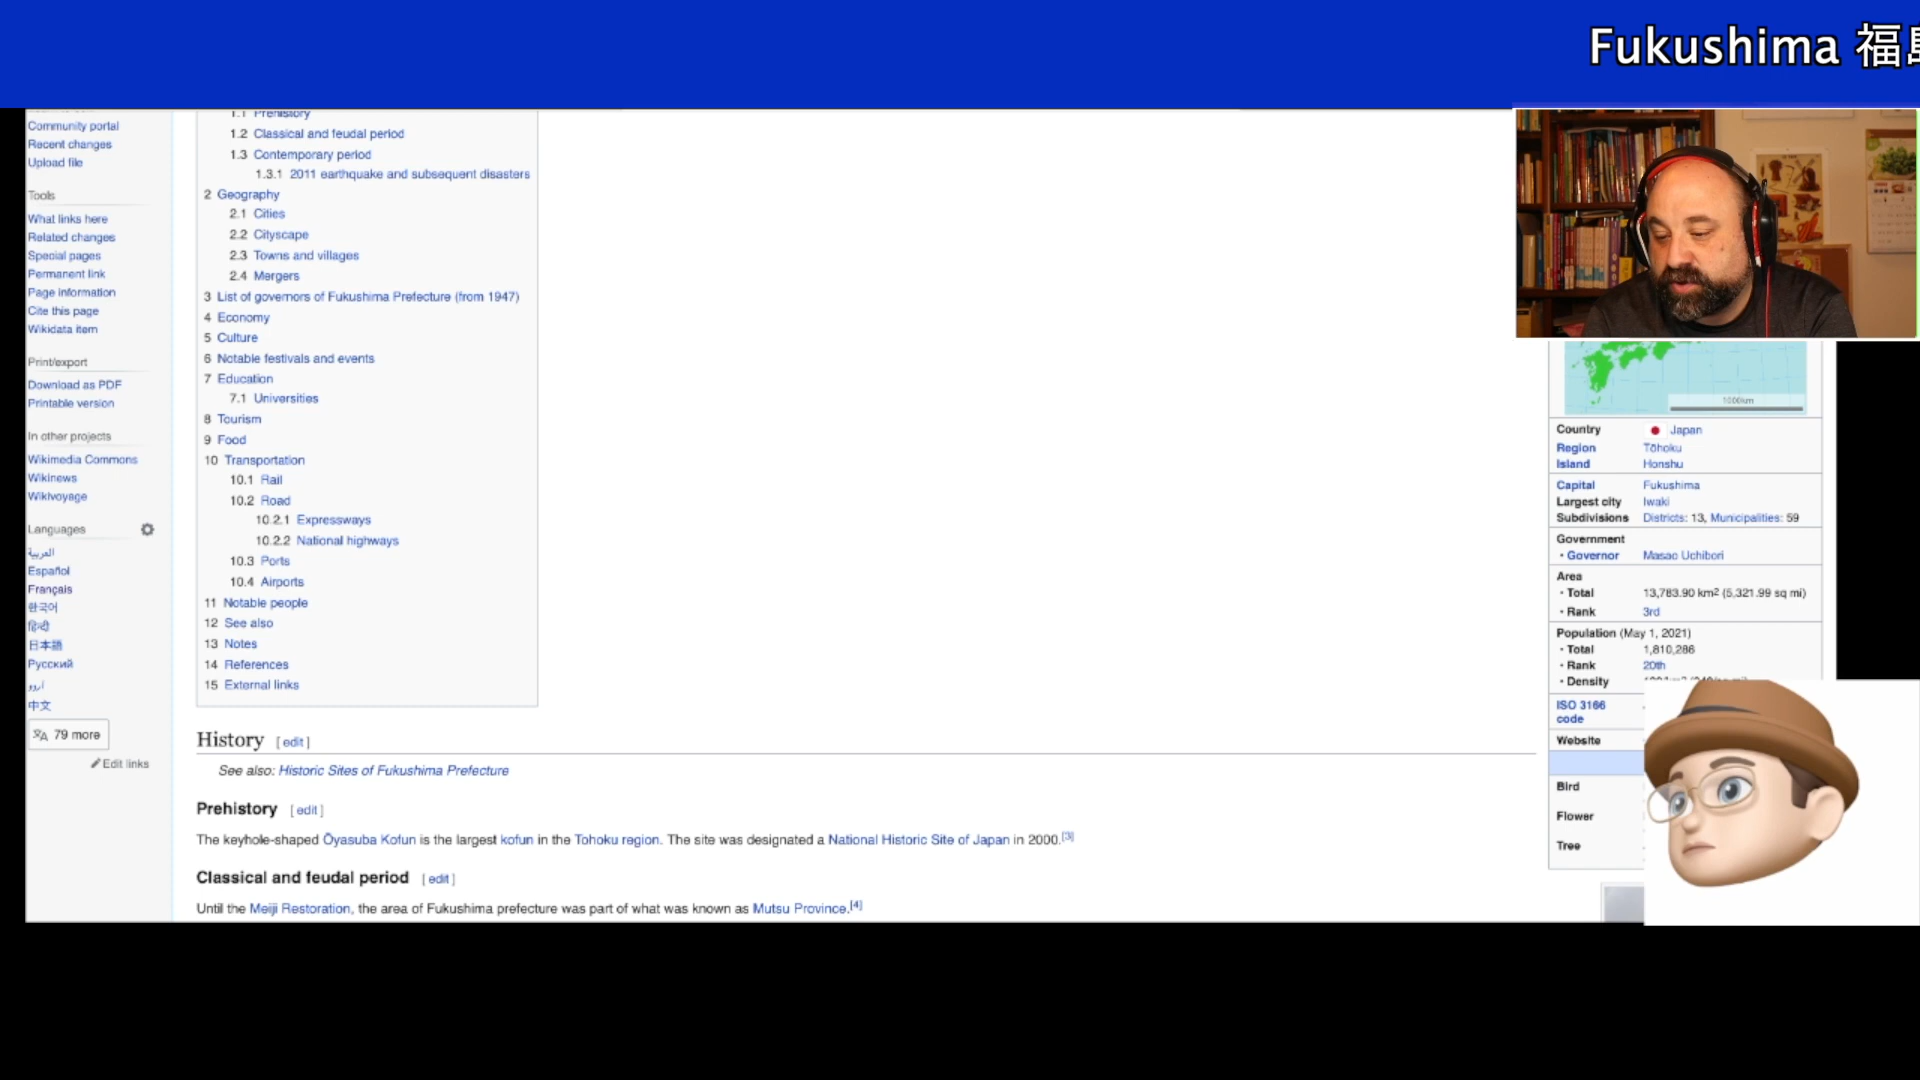 Fukushima 福島
Community portal
Recent changes
Upload file
Tools
What links here
Related changes
Special pages
Permanent link
Page information
Cite this page
Wikidata item
Print/export
Download as PDF
Printable version
In other projects
Wikimedia Commons
Wikinews
Wikivoyage
Languages
العربية
Español
Français
한국어
हिन्दी
日本語
Русский
اردو
中文
79 more
Edit links
1.1 Prehistory
1.2 Classical and feudal period
1.3 Contemporary period
1.3.1 2011 earthquake and subsequent disasters
2 Geography
2.1 Cities
2.2 Cityscape
2.3 Towns and villages
2.4 Mergers
3 List of governors of Fukushima Prefecture (from 1947)
4 Economy
5 Culture
6 Notable festivals and events
7 Education
7.1 Universities
8 Tourism
9 Food
10 Transportation
10.1 Rail
10.2 Road
10.2.1 Expressways
10.2.2 National highways
10.3 Ports
10.4 Airports
11 Notable people
12 See also
13 Notes
14 References
15 External links
History [ edit ]
See also: Historic Sites of Fukushima Prefecture
Prehistory [ edit ]
The keyhole-shaped Ōyasuba Kofun is the largest kofun in the Tohoku region. The site was designated a National Historic Site of Japan in 2000.[3]
Classical and feudal period [ edit ]
Until the Meiji Restoration, the area of Fukushima prefecture was part of what was known as Mutsu Province.[4]
1000km
Country Japan
Region Tōhoku
Island Honshu
Capital Fukushima
Largest city Iwaki
Subdivisions Districts: 13, Municipalities: 59
Government
• Governor Masao Uchibori
Area
• Total 13,783.90 km² (5,321.99 sq mi)
• Rank 3rd
Population (May 1, 2021)
• Total 1,810,286
• Rank 20th
• Density
ISO 3166
code
Website
Bird
Flower
Tree